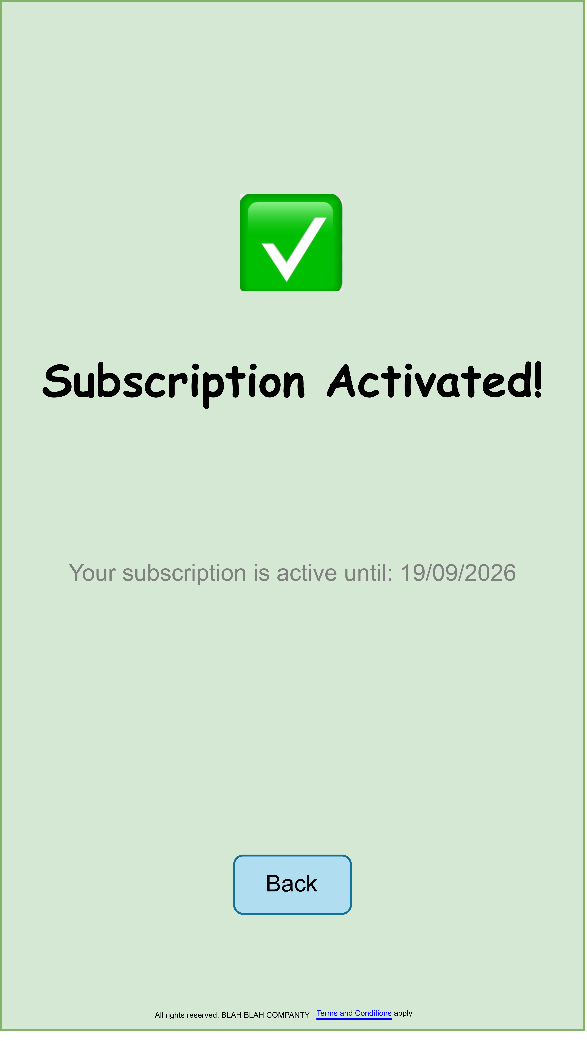 Subscription Activated!
Your subscription is active until: 19/09/2026
Back
All rights reserved. BLAH BLAH COMPANTY Terms and Conditions apply